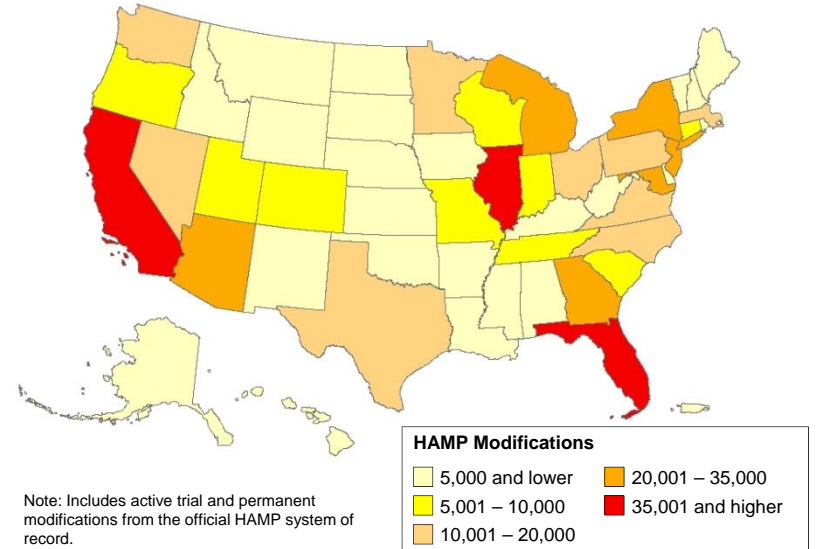 HAMP Modifications
5,000 and lower
20,001 – 35,000
5,001 – 10,000
35,001 and higher
10,001 – 20,000
Note: Includes active trial and permanent
modifications from the official HAMP system of
record.